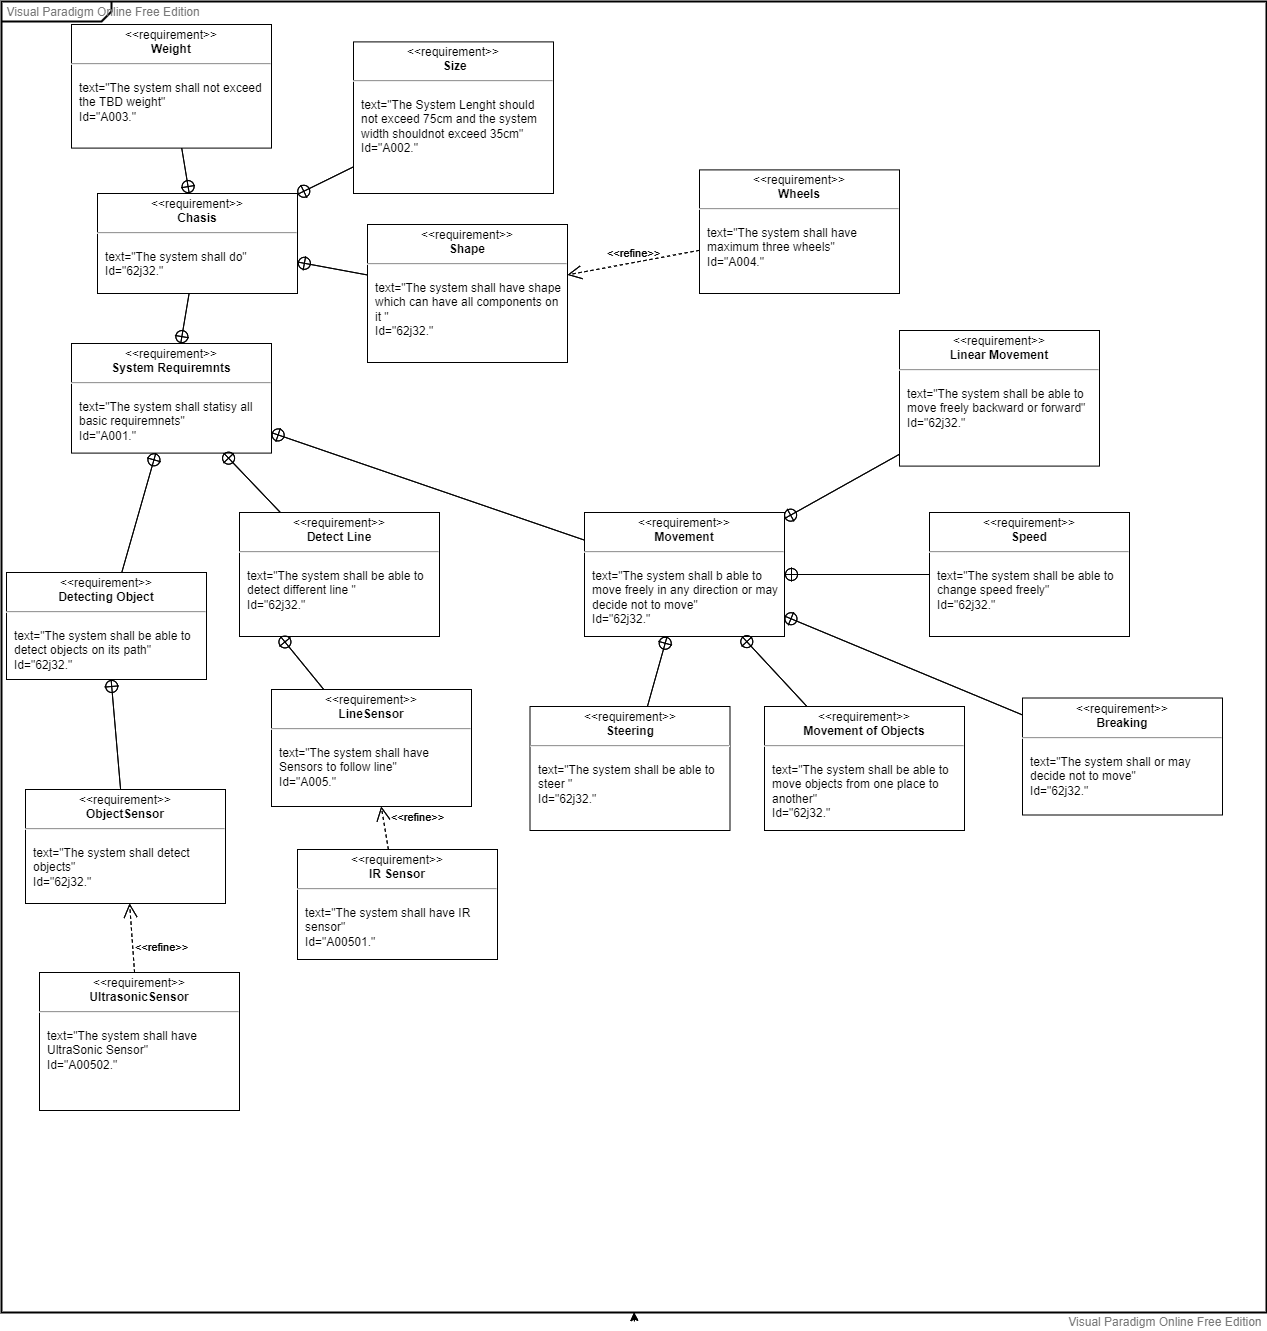 Visual Paradigm Online Free Edition
<<requirement>>
Weight
text="The system shall not exceed
the TBD weight"
Id="A003."
<<requirement>>
Size
text="The System Lenght should
not exceed 75cm and the system
width shouldnot exceed 35cm"
Id="A002."
<<requirement>>
Chasis
text="The system shall do"
Id="62j32."
<<requirement>>
Shape
text="The system shall have shape
which can have all components on
it "
Id="62j32."
<<refine>>
<<requirement>>
Wheels
text="The system shall have
maximum three wheels"
Id="A004."
<<requirement>>
System Requiremnts
text="The system shall statisy all
basic requiremnets"
Id="A001."
<<requirement>>
Linear Movement
text="The system shall be able to
move freely backward or forward"
Id="62j32."
<<requirement>>
Detecting Object
text="The system shall be able to
detect objects on its path"
Id="62j32."
<<requirement>>
Detect Line
text="The system shall be able to
detect different line "
Id="62j32."
<<requirement>>
Movement
text="The system shall b able to
move freely in any direction or may
decide not to move"
Id="62j32."
<<requirement>>
Speed
text="The system shall be able to
change speed freely"
Id="62j32."
<<requirement>>
LineSensor
text="The system shall have
Sensors to follow line"
Id="A005."
<<requirement>>
Steering
text="The system shall be able to
steer "
Id="62j32."
<<requirement>>
Movement of Objects
text="The system shall be able to
move objects from one place to
another"
Id="62j32."
<<requirement>>
Breaking
text="The system shall or may
decide not to move"
Id="62j32."
<<requirement>>
ObjectSensor
text="The system shall detect
objects"
Id="62j32."
<<refine>>
<<requirement>>
IR Sensor
text="The system shall have IR
sensor"
Id="A00501."
<<refine>>
<<requirement>>
UltrasonicSensor
text="The system shall have
UltraSonic Sensor"
Id="A00502."
Visual Paradigm Online Free Edition